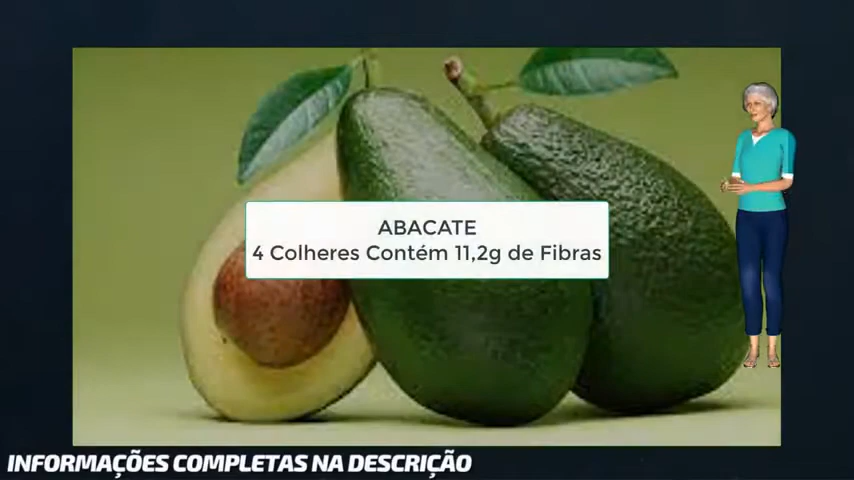 ABACATE
4 Colheres Contém 11,2g de Fibras
INFORMAÇÕES COMPLETAS NA DESCRIÇÃO